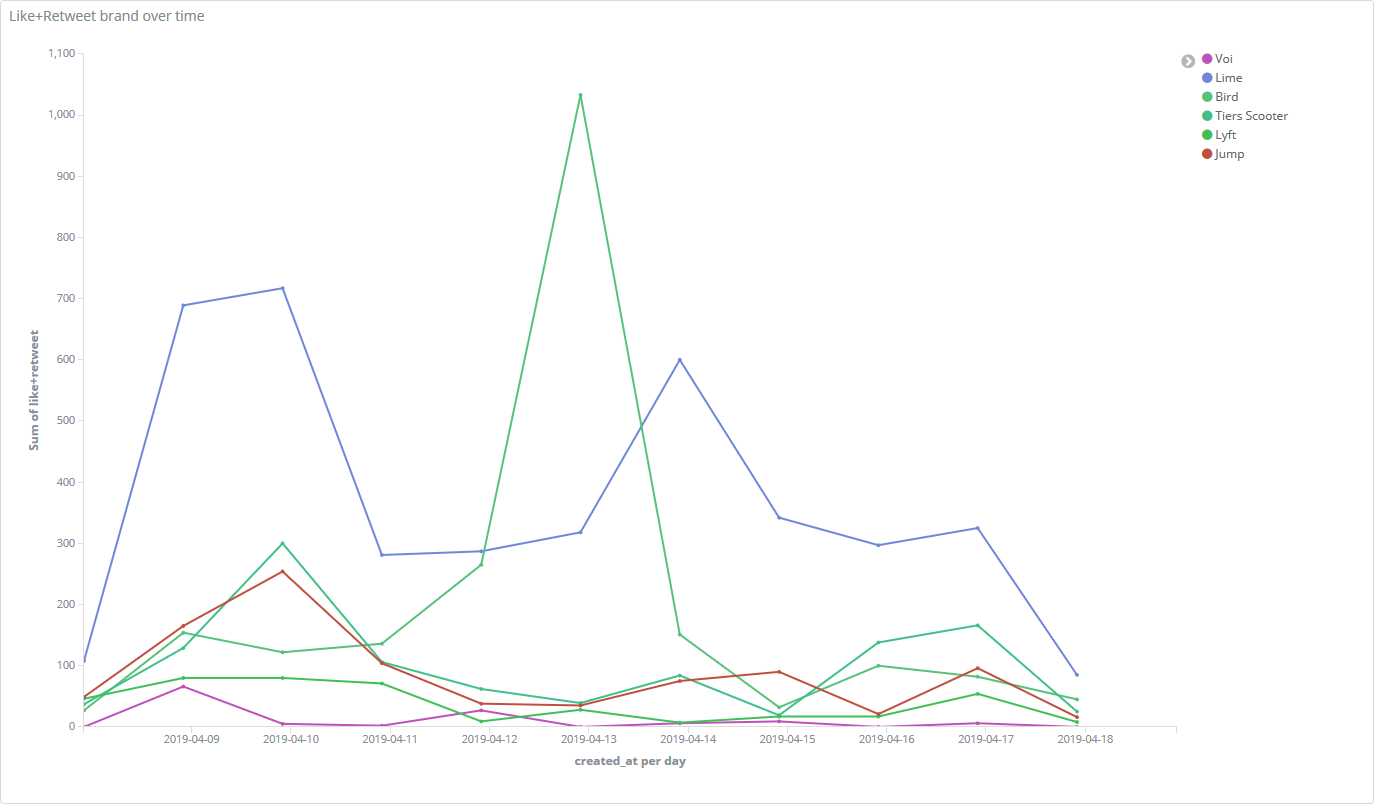 Like+Retweet brand over time
1,100
1,000
900
800
700
600
500
400
300
200
100
0
Sum of like+retweet
2019-04-09 2019-04-10 2019-04-11 2019-04-12 2019-04-13 2019-04-14 2019-04-15 2019-04-16 2019-04-17 2019-04-18
created_at per day
Voi
Lime
Bird
Tiers Scooter
Lyft
Jump